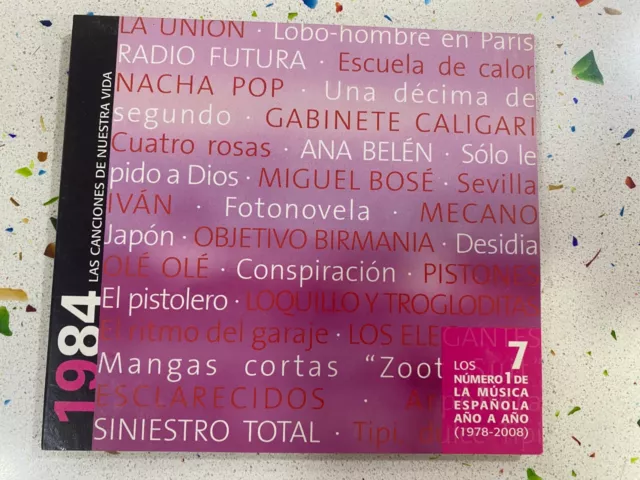 LA UNIÓN · Lobo-hombre en París
RADIO FUTURA · Escuela de calor
NACHA POP · Una décima de
segundo · GABINETE CALIGARI
Cuatro rosas · ANA BELÉN · Sólo le
pido a Dios · MIGUEL BOSÉ · Sevilla
IVÁN · Fotonovela · MECANO
Japón · OBJETIVO BIRMANIA · Desidia
OLÉ OLÉ · Conspiración · PISTONES
El pistolero · LOQUILLO Y TROGLODITAS
El ritmo del garaje · LOS ELEGANTES
Mangas cortas "Zoot
ESCLARECIDOS ·
SINIESTRO TOTAL · Tipi
1984 LAS CANCIONES DE NUESTRA VIDA
7
LOS
NÚMERO 1 DE
LA MÚSICA
ESPAÑOLA
AÑO A AÑO
(1978-2008)